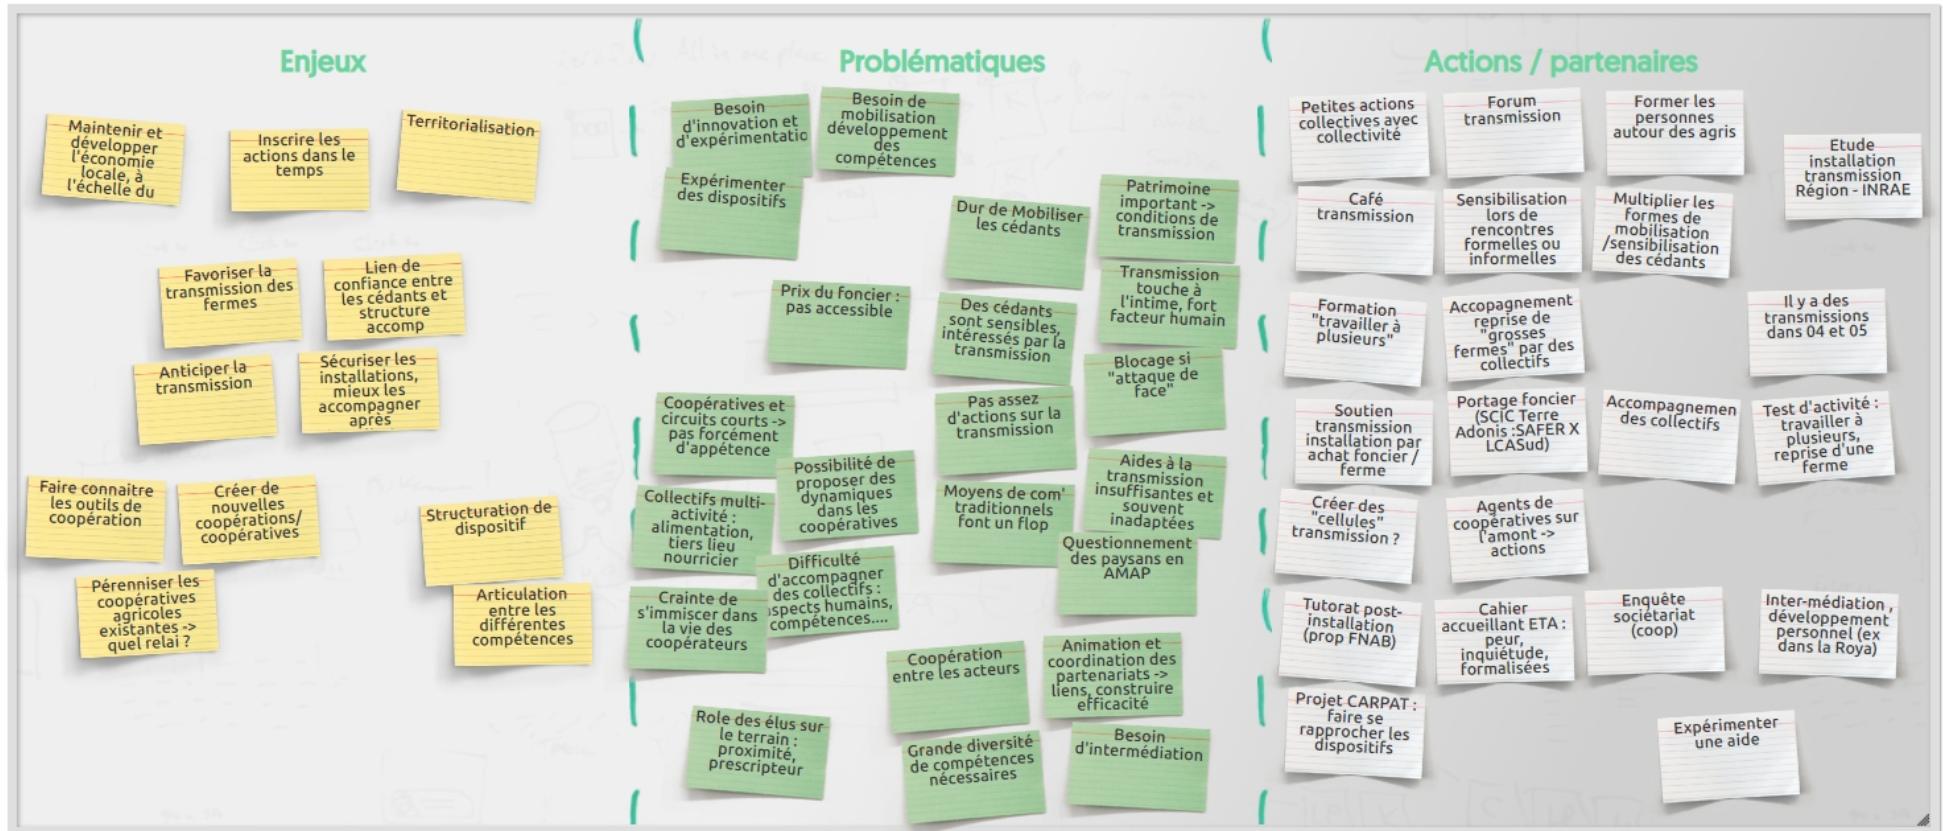 Enjeux
Maintenir et
développer
l'économie
locale, à
l'échelle du
Inscrire les
actions dans le
temps
Territorialisation
Favoriser la
transmission des
fermes
Lien de
confiance entre
les cédants et
structure
accomp
Anticiper la
transmission
Sécuriser les
installations,
mieux les
accompagner
après
Faire connaitre
les outils de
coopération
Créer de
nouvelles
coopérations/
coopératives
Structuration de
dispositif
Pérenniser les
coopératives
agricoles
existantes ->
quel relai ?
Articulation
entre les
différentes
compétences
Problématiques
Besoin
d'innovation et
d'expérimentatio
Besoin de
mobilisation
développement
des
compétences
Expérimenter
des dispositifs
Dur de Mobiliser
les cédants
Patrimoine
important ->
conditions de
transmission
Prix du foncier :
pas accessible
Des cédants
sont sensibles,
intéressés par la
transmission
Transmission
touche à
l'intime, fort
facteur humain
Blocage si
"attaque de
face"
Coopératives et
circuits courts ->
pas forcément
d'appétence
Pas assez
d'actions sur la
transmission
Possibilité de
proposer des
dynamiques
dans les
coopératives
Aides à la
transmission
insuffisantes et
souvent
inadaptées
Collectifs multi-
activité :
alimentation,
tiers lieu
nourricier
Moyens de com'
traditionnels
font un flop
Questionnement
des paysans en
AMAP
Difficulté
d'accompagner
des collectifs :
aspects humains,
compétences....
Crainte de
s'immiscer dans
la vie des
coopérateurs
Coopération
entre les acteurs
Animation et
coordination des
partenariats ->
liens, construire
efficacité
Role des élus sur
le terrain :
proximité,
prescripteur
Grande diversité
de compétences
nécessaires
Besoin
d'intermédiation
Actions / partenaires
Petites actions
collectives avec
collectivité
Forum
transmission
Former les
personnes
autour des agris
Etude
installation
transmission
Région - INRAE
Café
transmission
Sensibilisation
lors de
rencontres
formelles ou
informelles
Multiplier les
formes de
mobilisation
/sensibilisation
des cédants
Formation
"travailler à
plusieurs"
Accopagnement
reprise de
"grosses
fermes" par des
collectifs
Il y a des
transmissions
dans 04 et 05
Soutien
transmission
installation par
achat foncier /
ferme
Portage foncier
(SCIC Terre
Adonis :SAFER X
LCASud)
Accompagnemen
des collectifs
Test d'activité :
travailler à
plusieurs,
reprise d'une
ferme
Créer des
"cellules"
transmission ?
Agents de
coopératives sur
l'amont ->
actions
Tutorat post-
installation
(prop FNAB)
Cahier
accueillant ETA :
peur,
inquiétude,
formalisées
Enquête
sociétariat
(coop)
Inter-médiation ,
développement
personnel (ex
dans la Roya)
Projet CARPAT :
faire se
rapprocher les
dispositifs
Expérimenter
une aide